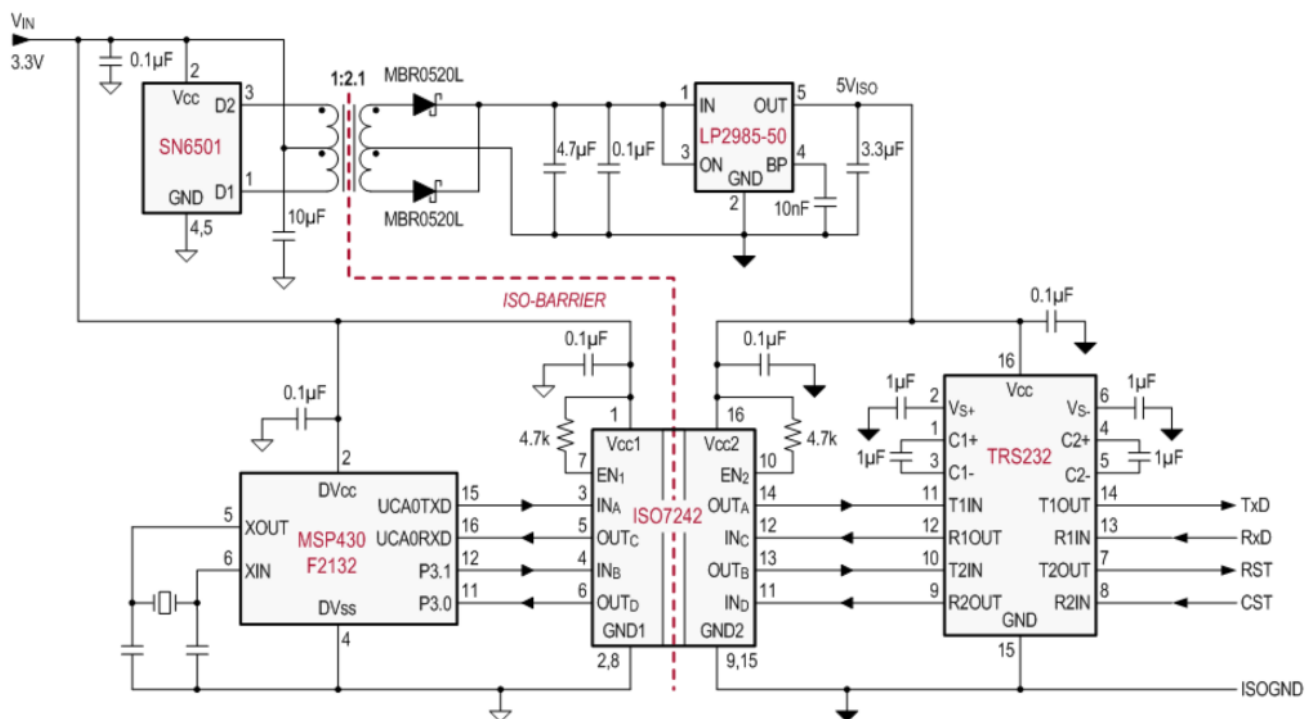 VIN
3.3V
0.1µF
2
Vcc
3
D2
SN6501
1
D1
GND
4,5
10µF
1:2.1
MBR0520L
MBR0520L
4.7µF
0.1µF
1
IN
OUT
5
LP2985-50
3
ON
BP
4
GND
2
10nF
5VISO
3.3µF
ISO-BARRIER
0.1µF
2
DVcc
5
XOUT
6
XIN
MSP430
F2132
UCA0TXD
15
UCA0RXD
16
P3.1
12
P3.0
11
DVss
4
0.1µF
4.7k
1
Vcc1
7
EN1
3
INA
5
OUTC
4
INB
6
OUTD
GND1
2,8
ISO7242
0.1µF
4.7k
16
Vcc2
EN2
10
OUTA
14
INC
12
OUTB
13
IND
11
GND2
9,15
0.1µF
16
Vcc
1µF
2
VS+
VS-
6
1µF
1
C1+
C2+
4
1µF
3
C1-
C2-
5
1µF
TRS232
11
T1IN
T1OUT
14
TxD
12
R1OUT
R1IN
13
RxD
10
T2IN
T2OUT
7
RST
9
R2OUT
R2IN
8
CST
GND
15
ISOGND